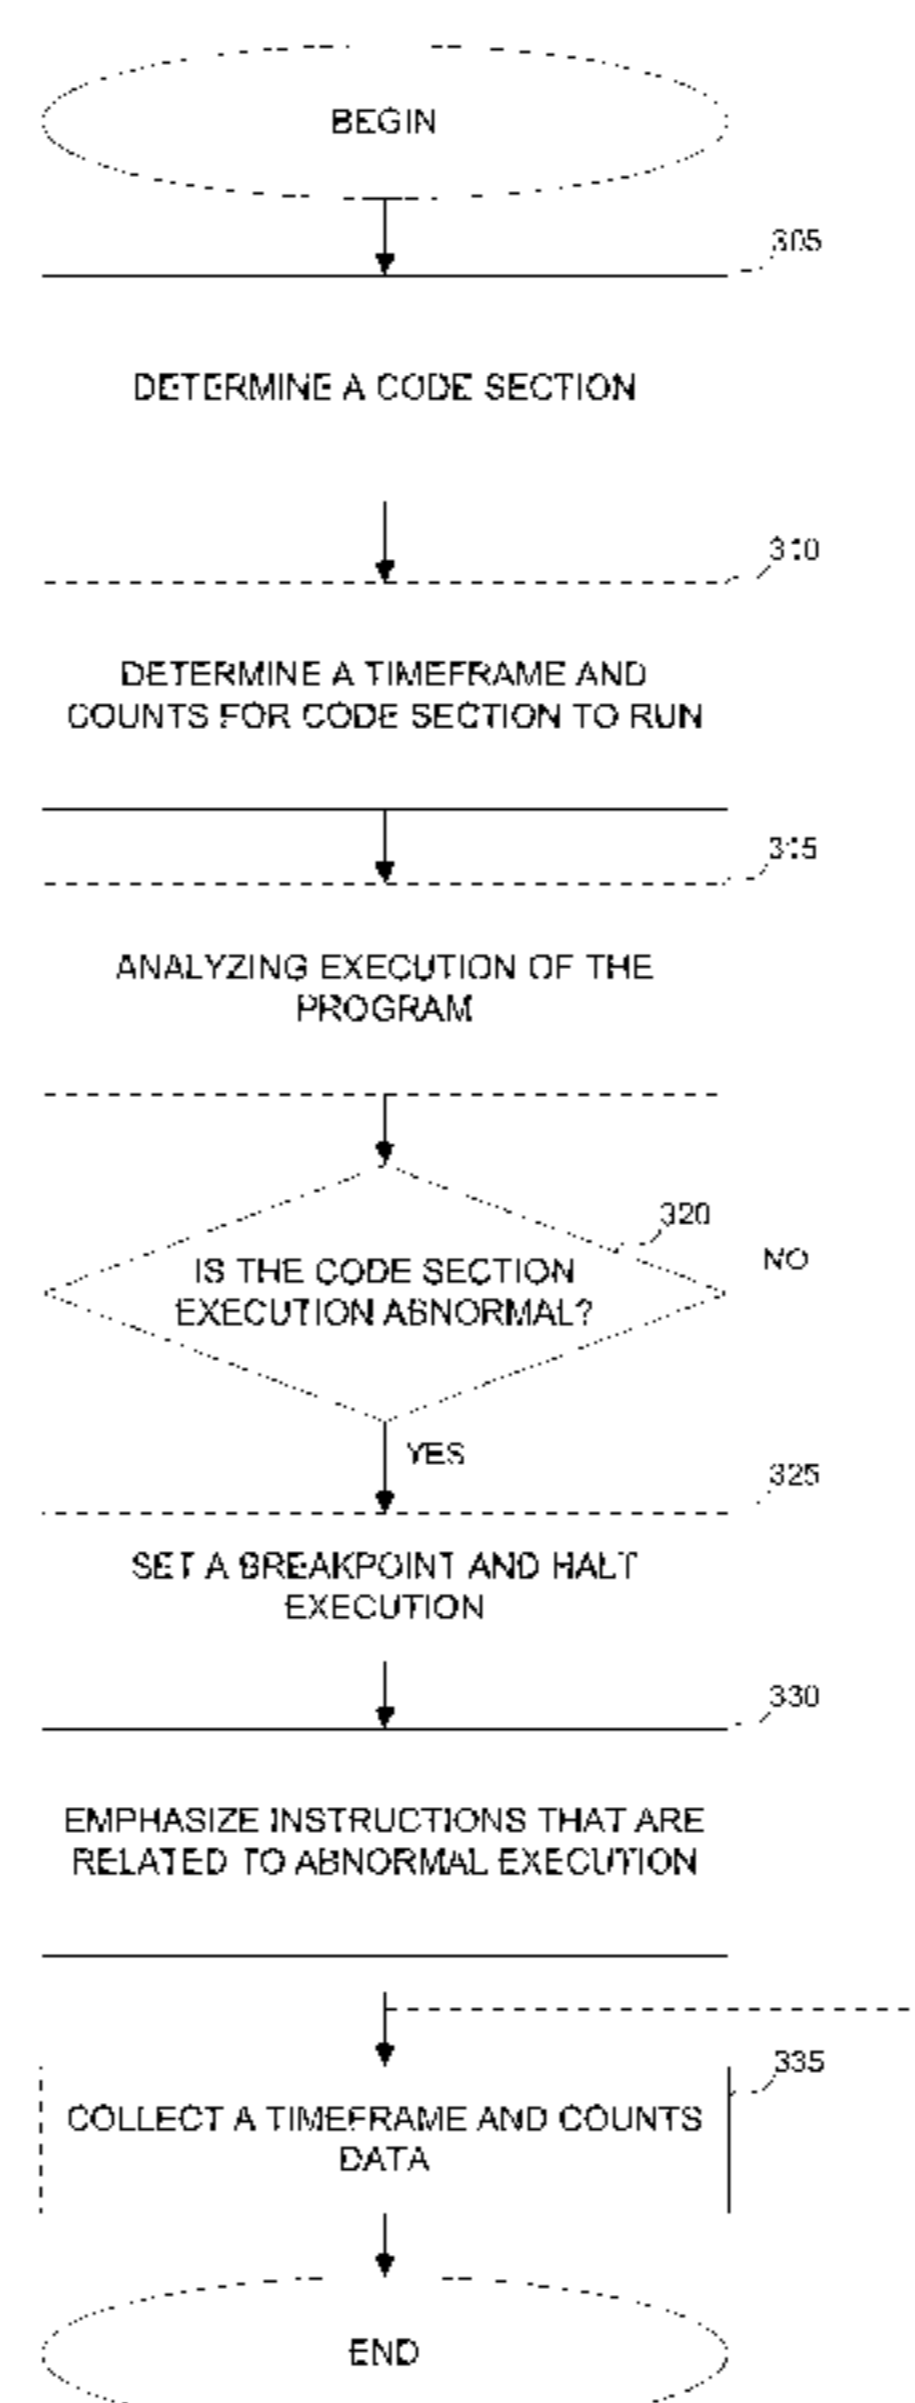 BEGIN
305
DETERMINE A CODE SECTION
310
DETERMINE A TIMEFRAME AND
COUNTS FOR CODE SECTION TO RUN
315
ANALYZING EXECUTION OF THE
PROGRAM
320
NO
IS THE CODE SECTION
EXECUTION ABNORMAL?
YES
325
SET A BREAKPOINT AND HALT
EXECUTION
330
EMPHASIZE INSTRUCTIONS THAT ARE
RELATED TO ABNORMAL EXECUTION
335
COLLECT A TIMEFRAME AND COUNTS
DATA
END